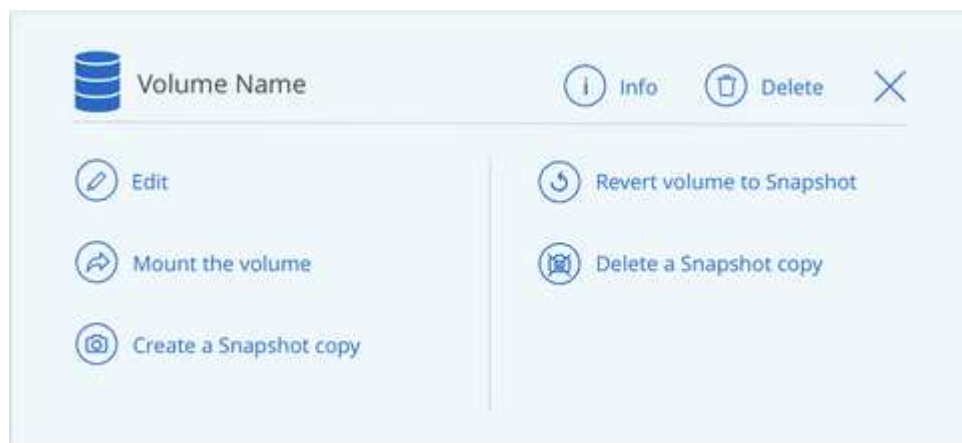 Volume Name
Info
Delete
Edit
Mount the volume
Create a Snapshot copy
Revert volume to Snapshot
Delete a Snapshot copy